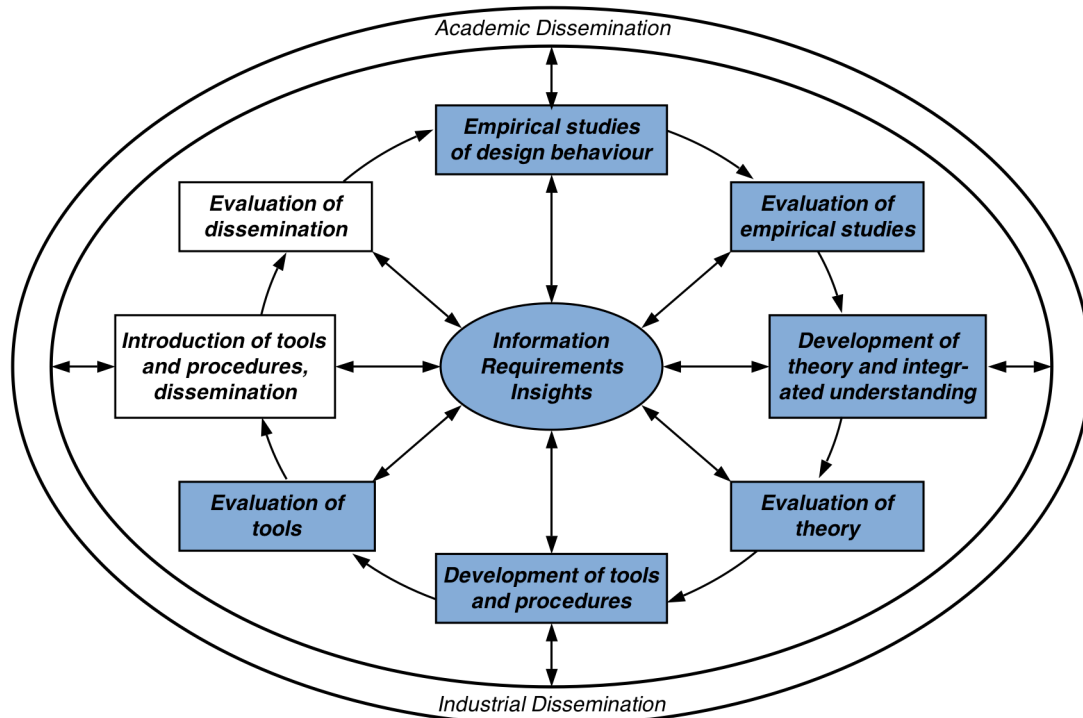 Academic Dissemination
Empirical studies
of design behaviour
Evaluation of
dissemination
Evaluation of
empirical studies
Introduction of tools
and procedures,
dissemination
Information
Requirements
Insights
Development of
theory and integr-
ated understanding
Evaluation of
tools
Evaluation of
theory
Development of tools
and procedures
Industrial Dissemination